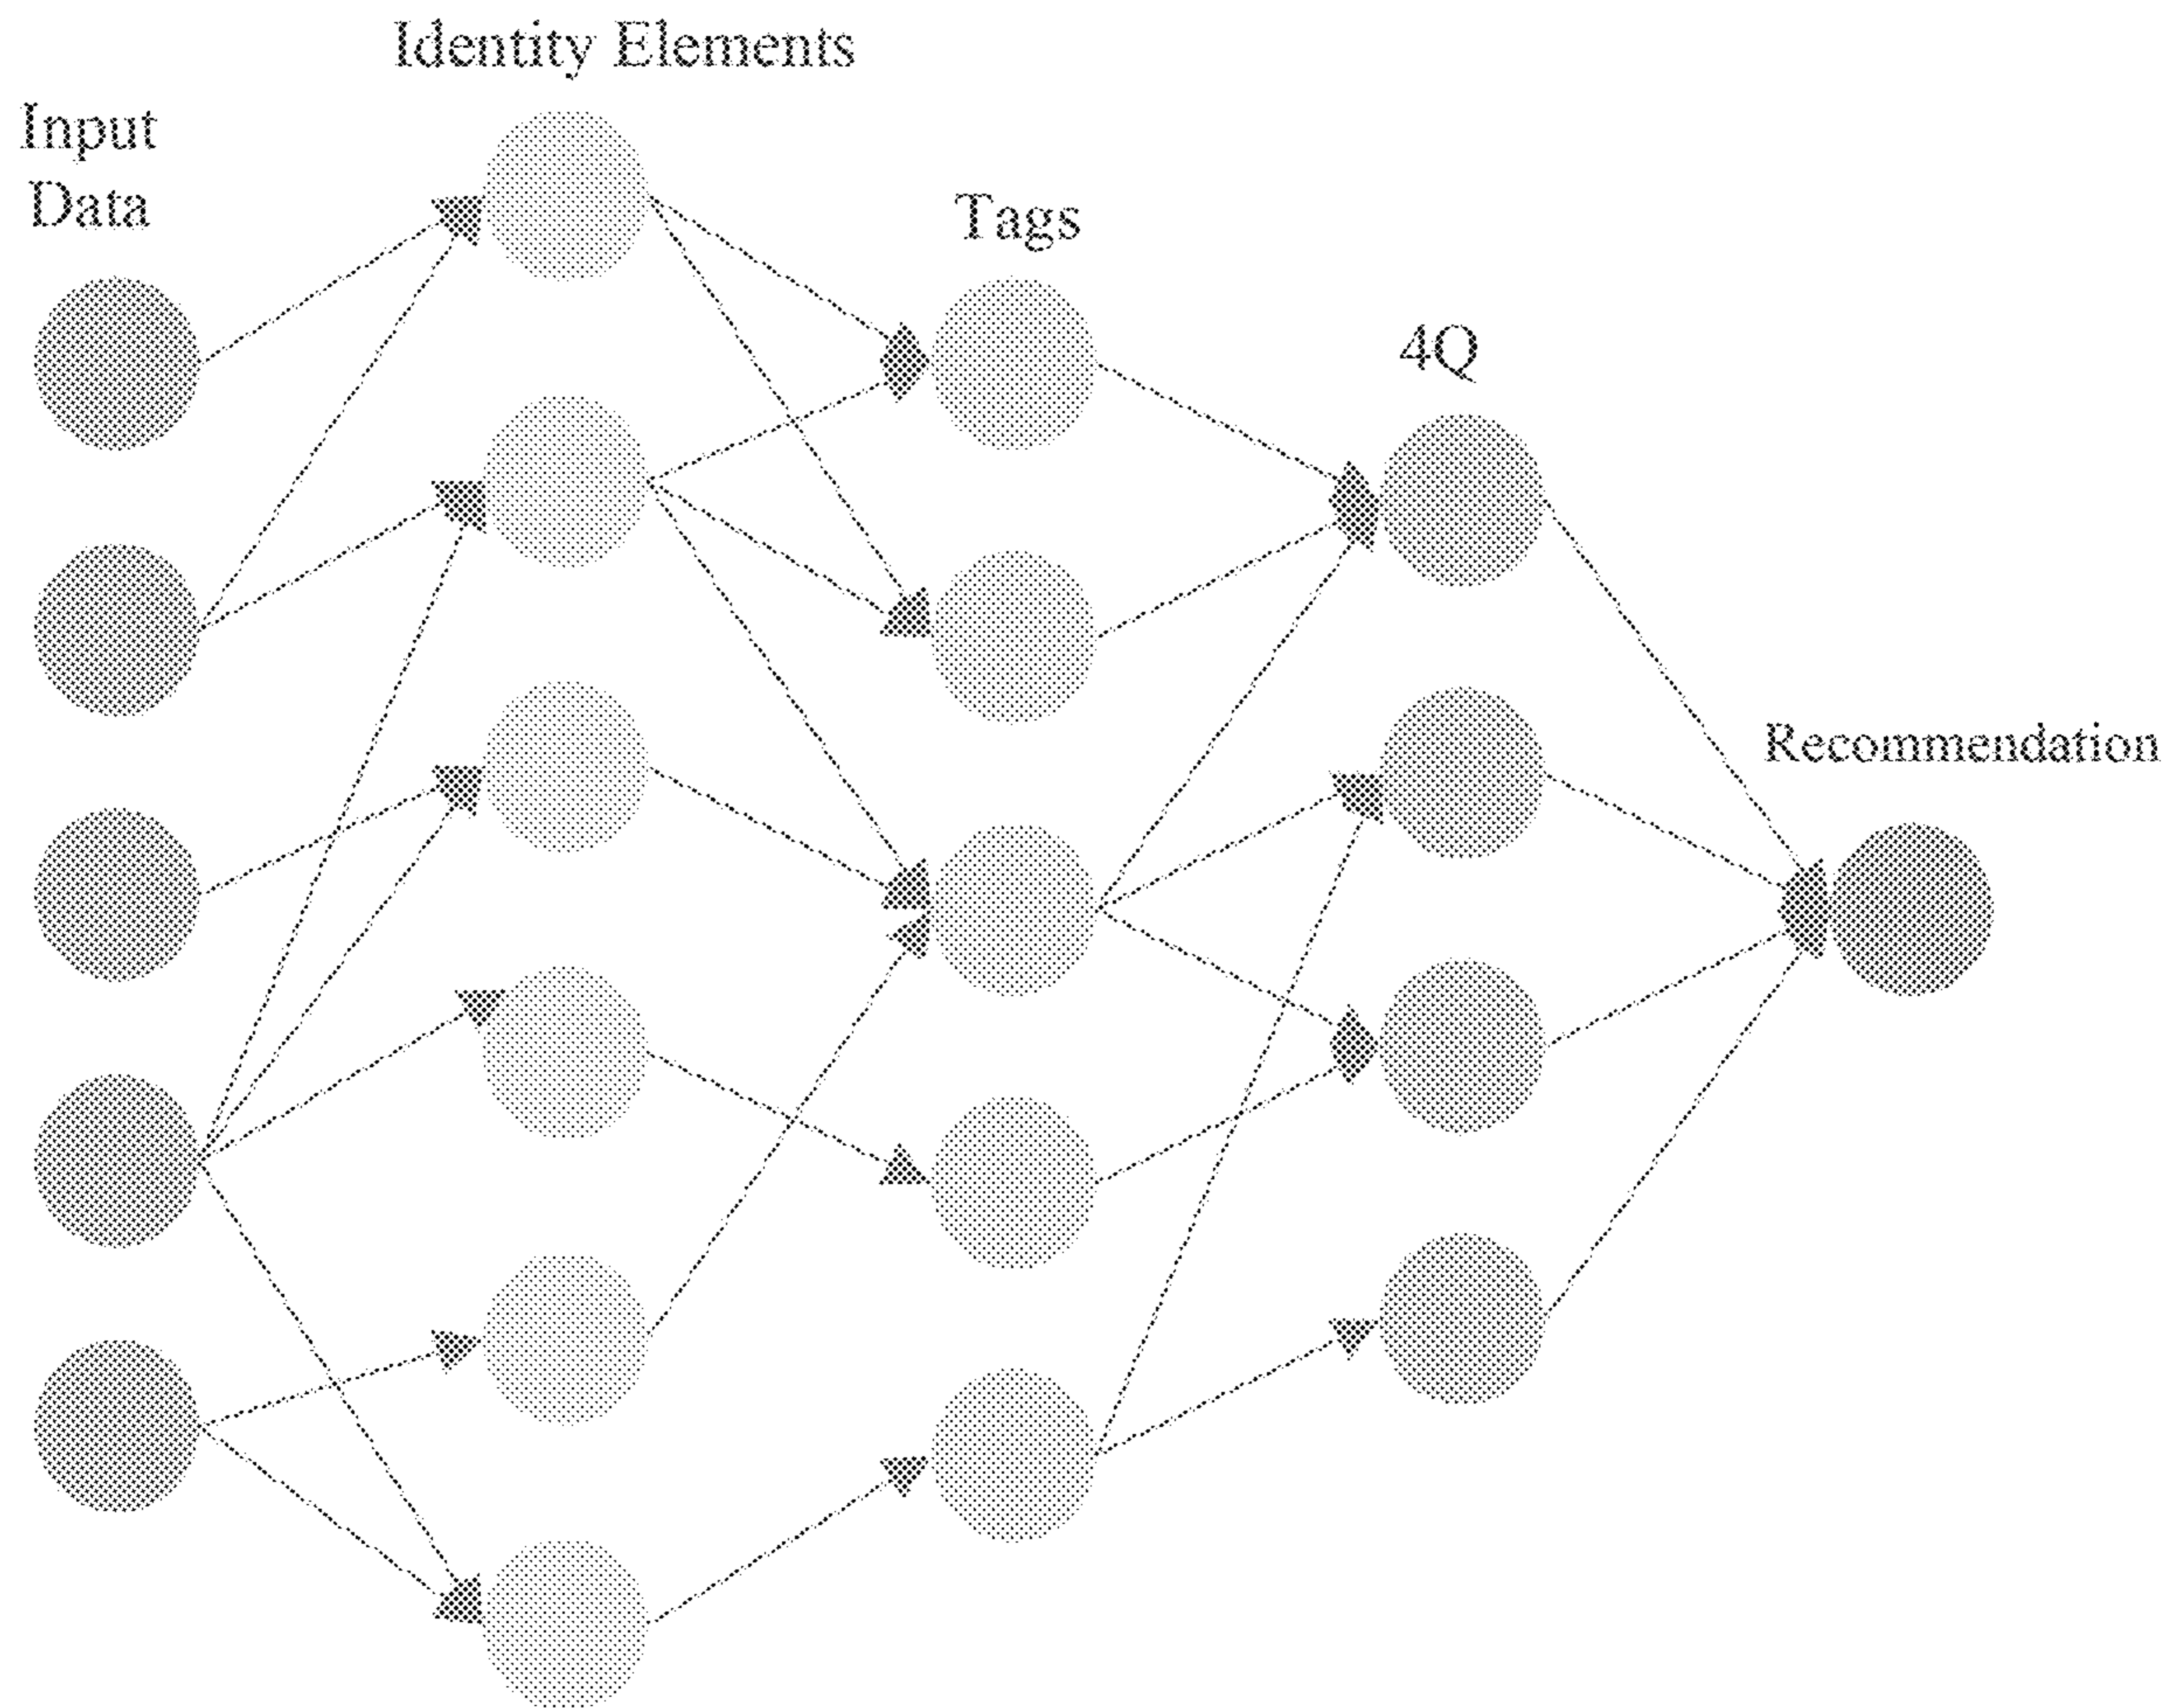 Identity Elements
Input
Data
Tags
4Q
Recommendation